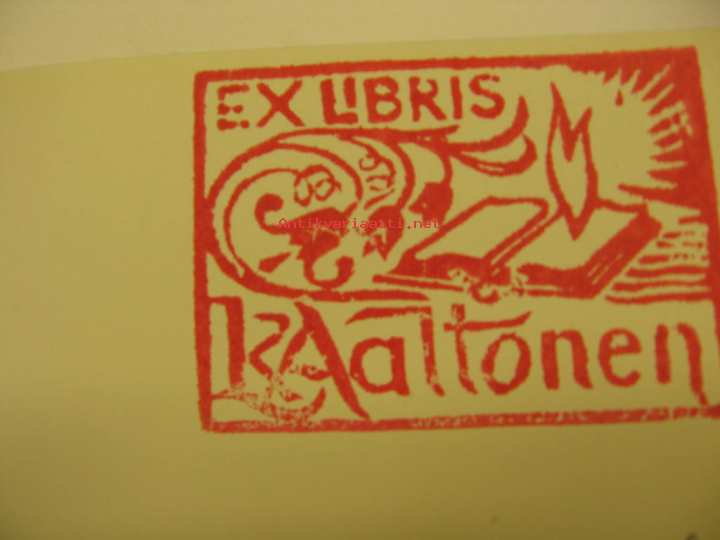 EX LIBRIS
Antikvariaatti.net
K Aaltonen